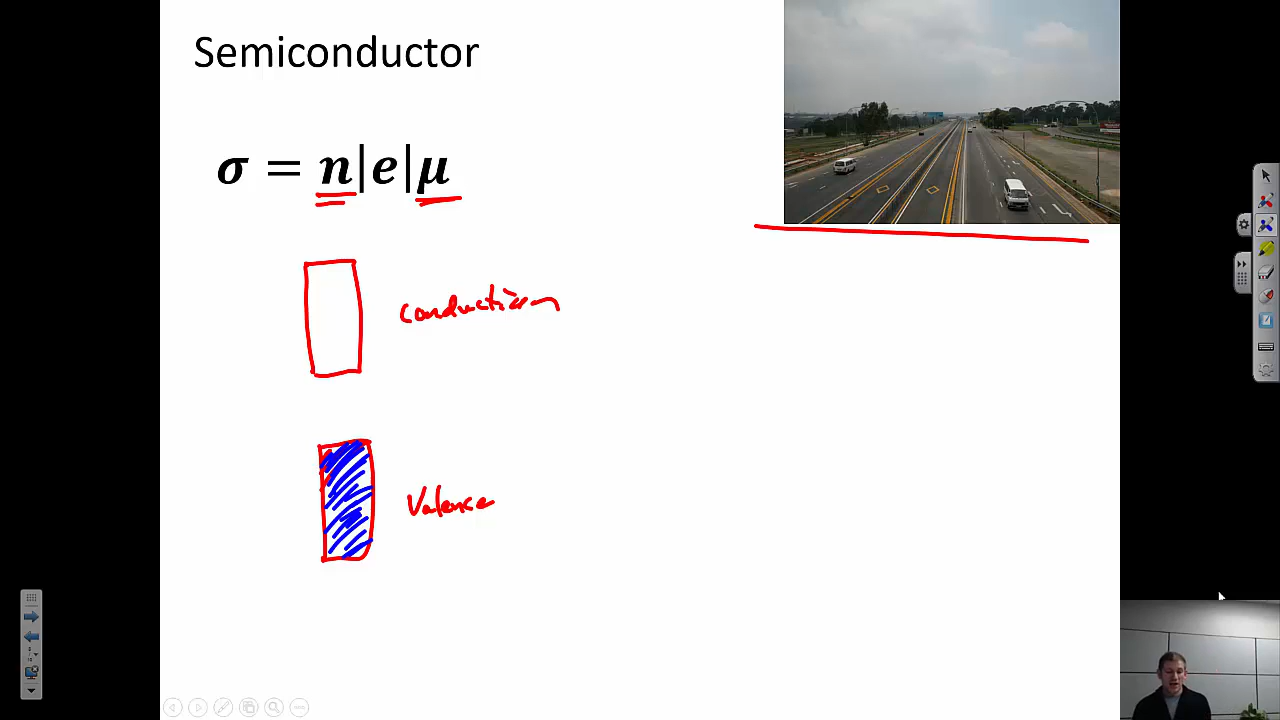 Semiconductor
σ = n|e|μ
conduction
Valence